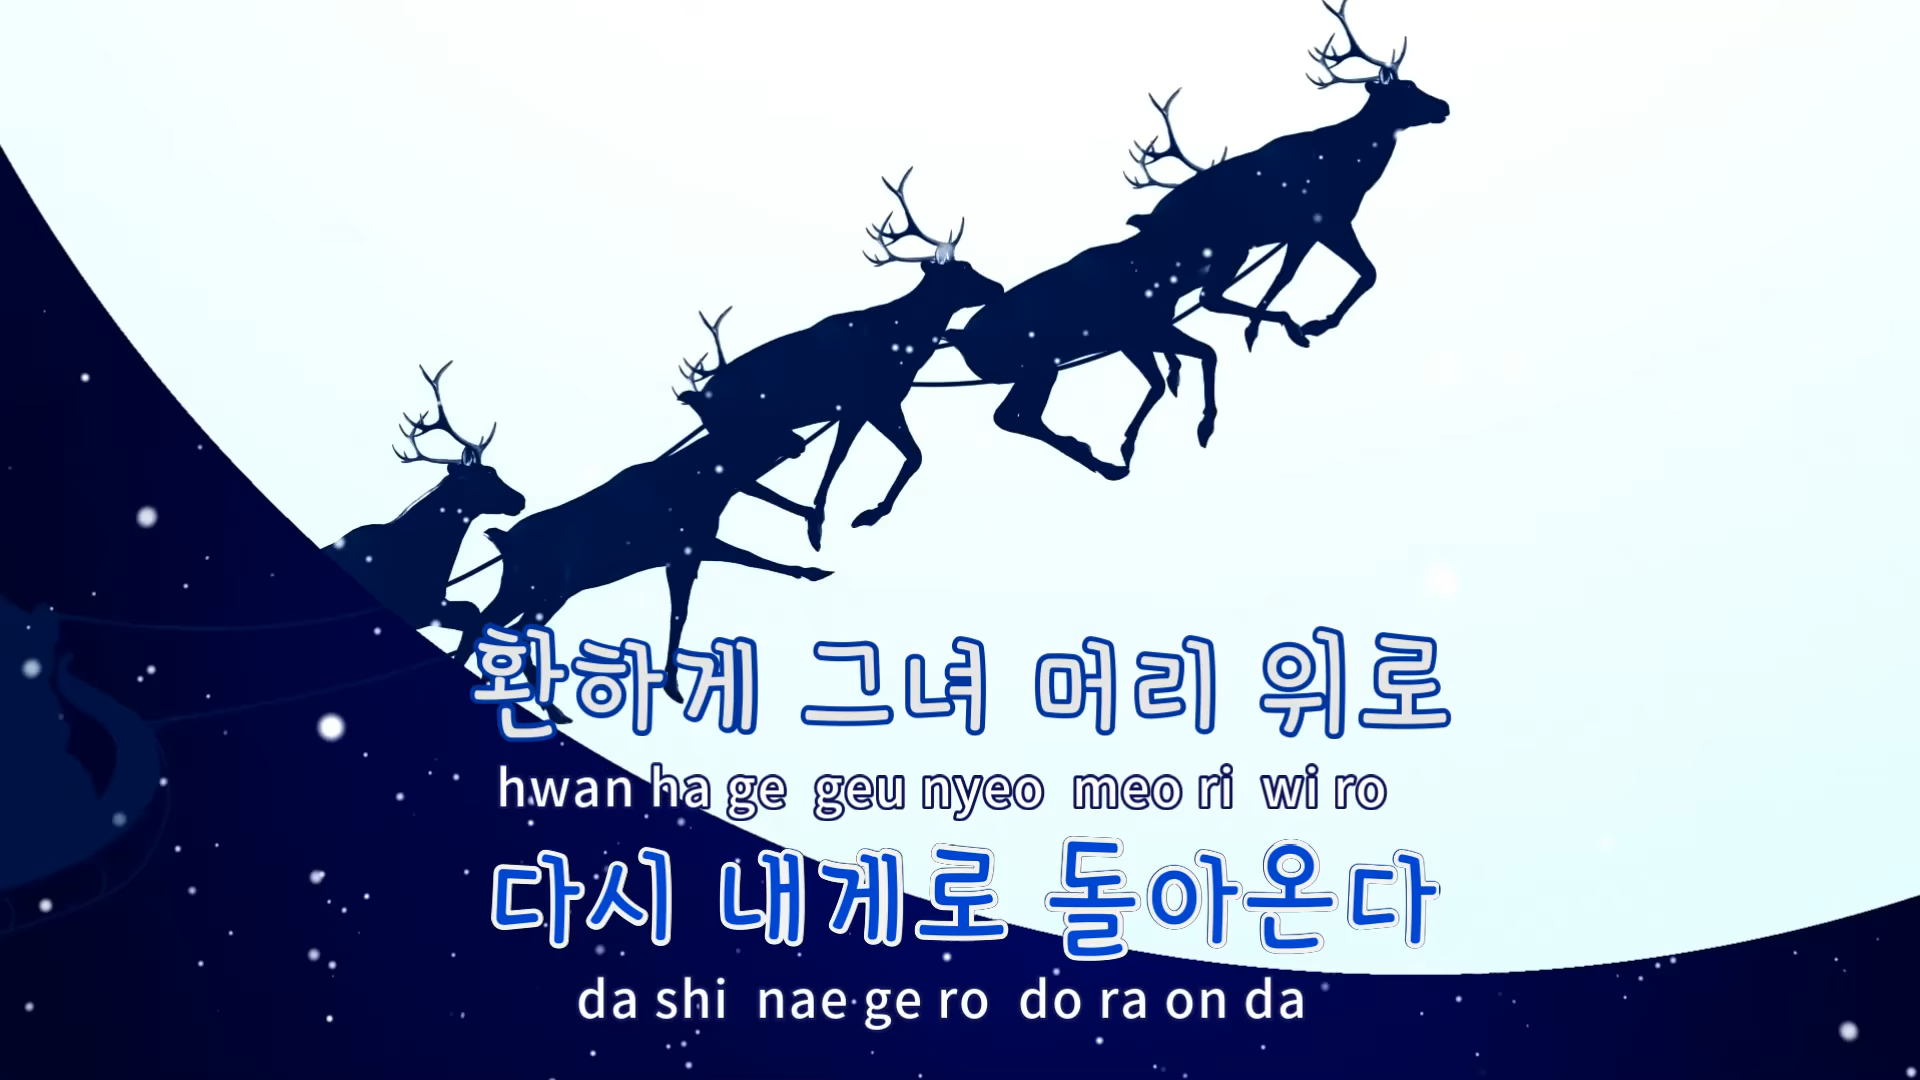 환하게 그녀 머리 위로
hwan ha ge geu nyeo meo ri wi ro
다시 내게로 돌아온다
da shi nae ge ro do ra on da